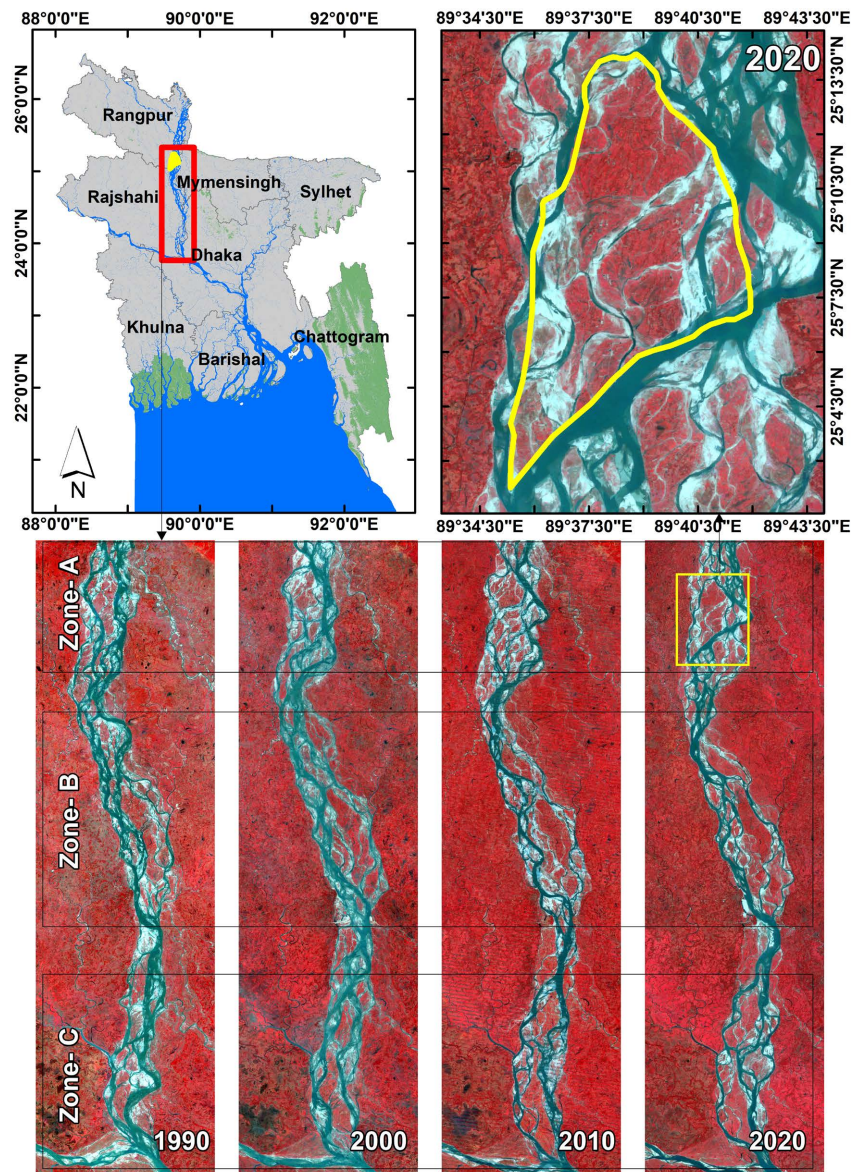 88°0'0"E 90°0'0"E 92°0'0"E
26°0'0"N
24°0'0"N
22°0'0"N
Rangpur
Rajshahi
Mymensingh
Sylhet
Dhaka
Khulna
Barishal
Chattogram
N
88°0'0"E 90°0'0"E 92°0'0"E
89°34'30"E 89°37'30"E 89°40'30"E 89°43'30"E
2020
25°13'30"N
25°10'30"N
25°7'30"N
25°4'30"N
89°34'30"E 89°37'30"E 89°40'30"E 89°43'30"E
Zone- A
Zone- B
Zone- C
1990
2000
2010
2020